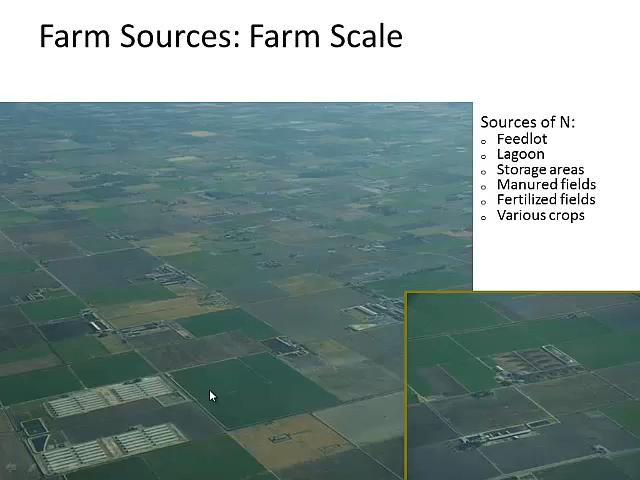 Farm Sources: Farm Scale
Sources of N:
Feedlot
Lagoon
Storage areas
Manured fields
Fertilized fields
Various crops